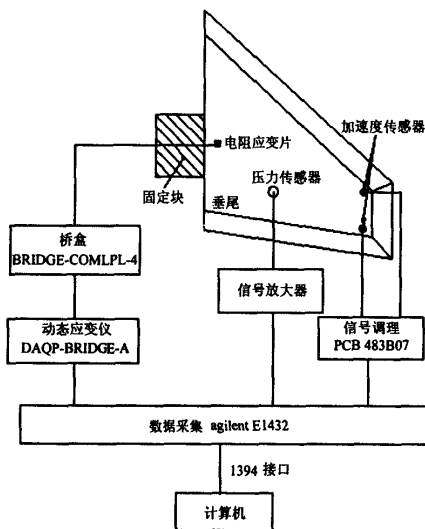 加速度传感器
电阻应变片
压力传感器
固定块
垂尾
桥盒
BRIDGE-COMLPL-4
信号放大器
动态应变仪
DAQP-BRIDGE-A
信号调理
PCB 483B07
数据采集 agilent E1432
1394 接口
计算机